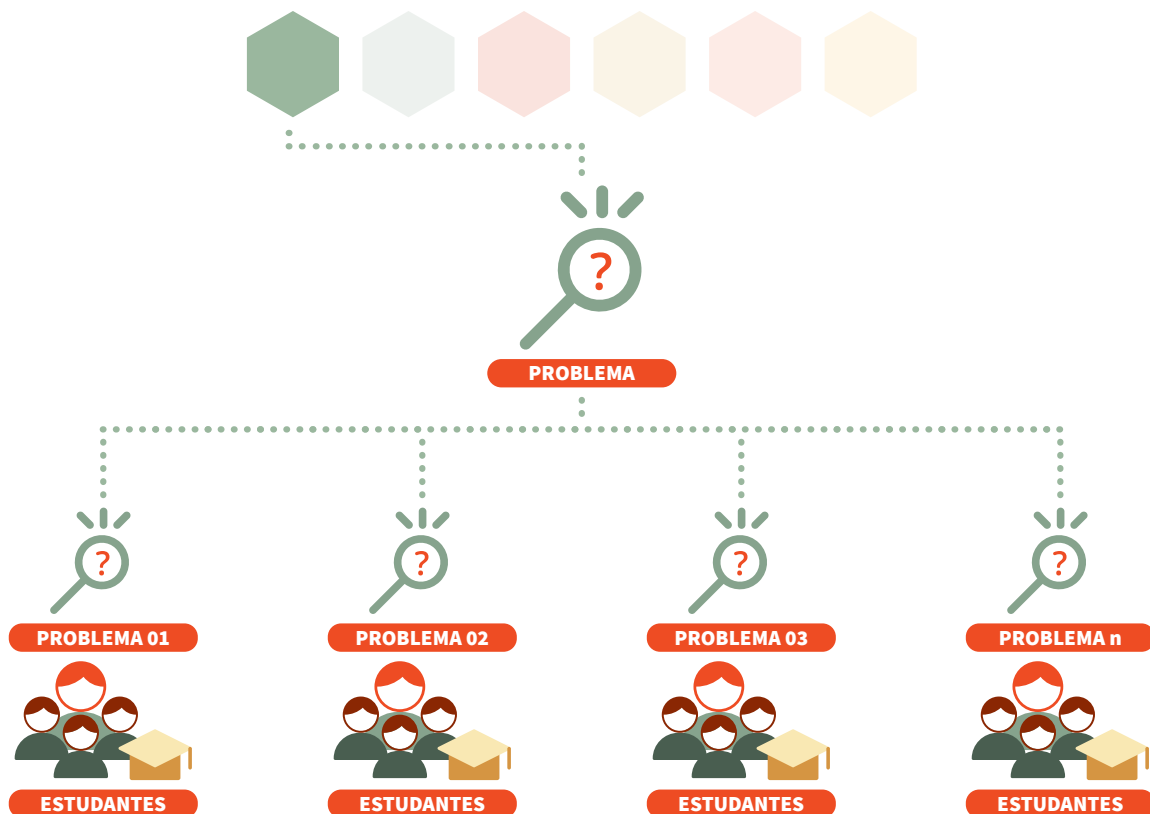 ?
PROBLEMA
? ? ? ?
PROBLEMA 01 PROBLEMA 02 PROBLEMA 03 PROBLEMA n
ESTUDANTES ESTUDANTES ESTUDANTES ESTUDANTES